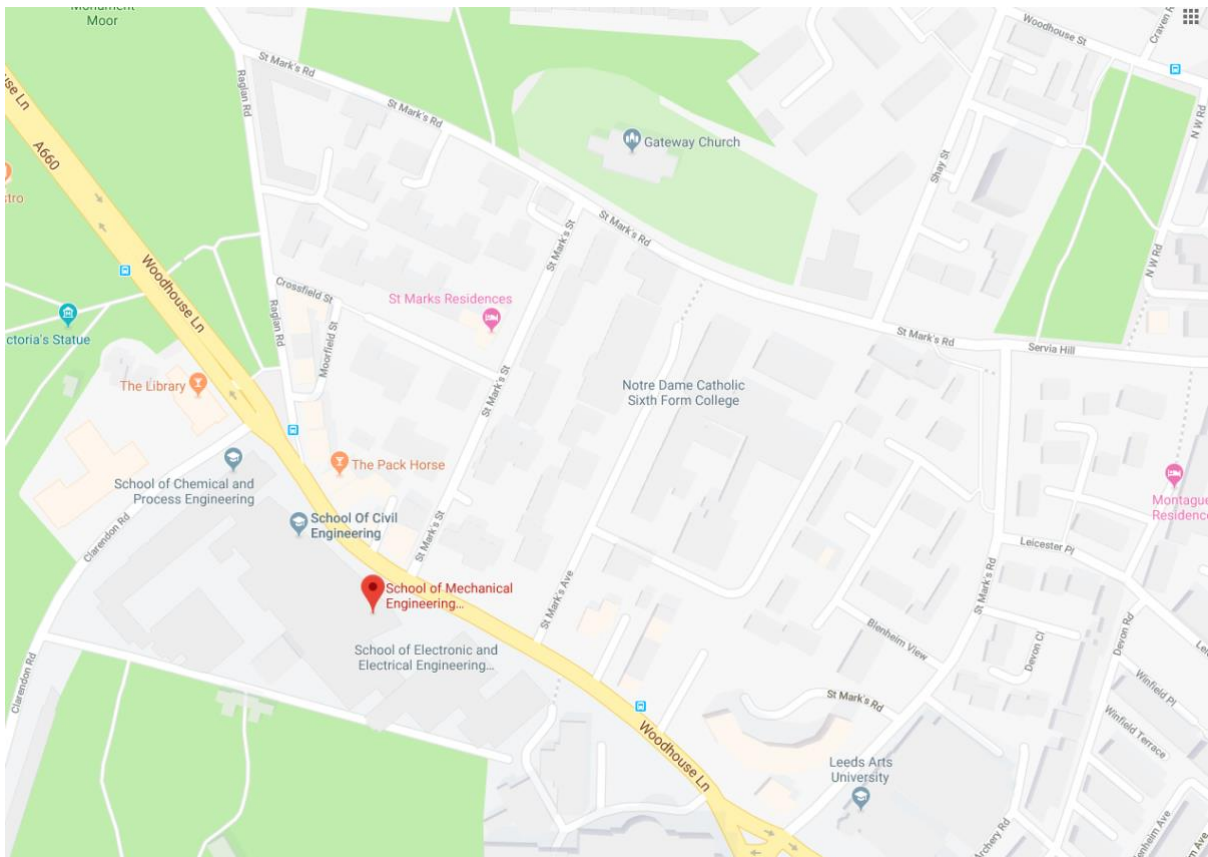 Monument
Moor
Woodhouse St
Craven R
St Mark's Rd
Raglan Rd
St Mark's Rd
use Ln
A660
Gateway Church
Shay St
N W Rd
stro
St Mark's Rd
St Mark's St
N W Rd
Woodhouse Ln
Crossfield St
St Marks Residences
Raglan Rd
Moorfield St
ctoria's Statue
St Mark's Rd
Servia Hill
The Library
St Mark's St
Notre Dame Catholic
Sixth Form College
The Pack Horse
School of Chemical and
Process Engineering
Montague
Residence
School Of Civil
Engineering
St Mark's St
Clarendon Rd
Leicester Pl
School of Mechanical
Engineering...
St Mark's Ave
St Mark's Rd
School of Electronic and
Electrical Engineering...
Blenheim View
Devon Cl
Devon Rd
Le
Clarendon Rd
Winfield Pl
St Mark's Rd
Winfield Terrace
Woodhouse Ln
Leeds Arts
University
Archery Rd
lenheim Ave
m Ave